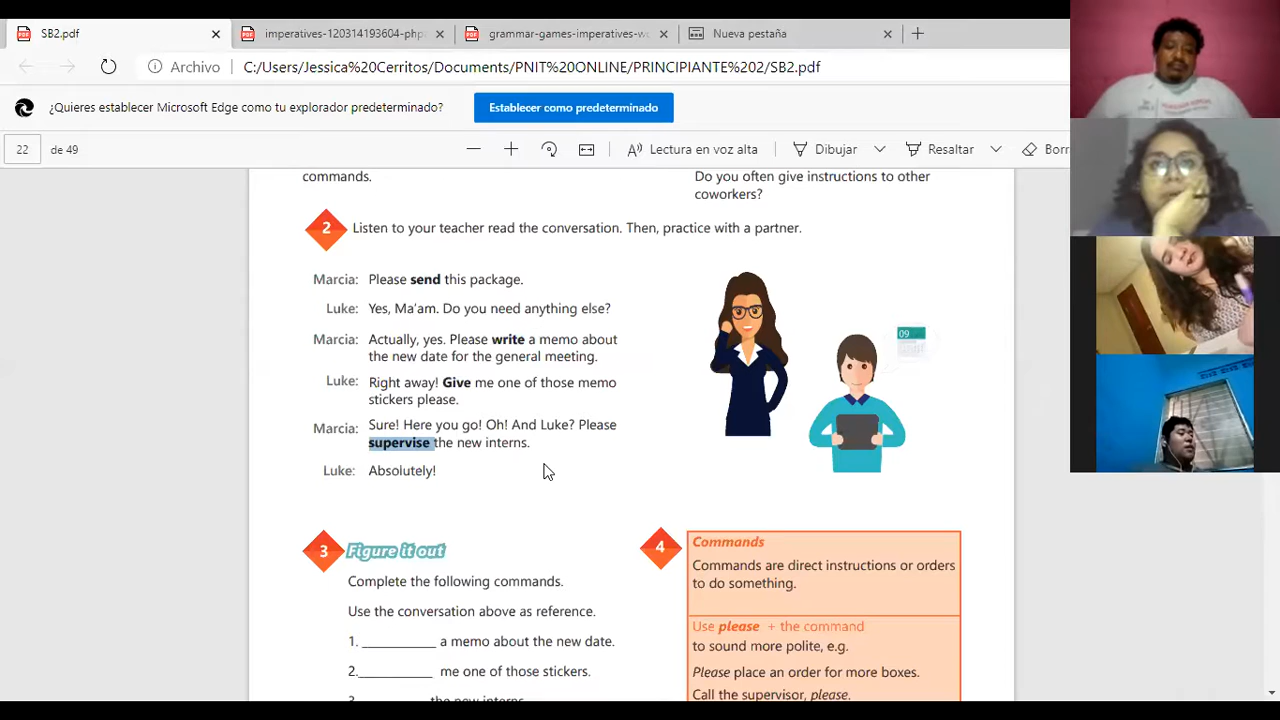 SB2.pdf
imperatives-120314193604-php
grammar-games-imperatives-wo
Nueva pestaña
Archivo
C:/Users/Jessica%20Cerritos/Documents/PNIT%20ONLINE/PRINCIPIANTE%202/SB2.pdf
¿Quieres establecer Microsoft Edge como tu explorador predeterminado?
Establecer como predeterminado
22
de 49
Lectura en voz alta
Dibujar
Resaltar
Borr
commands.
Do you often give instructions to other
coworkers?
2
Listen to your teacher read the conversation. Then, practice with a partner.
Marcia: Please send this package.
Luke: Yes, Ma'am. Do you need anything else?
Marcia: Actually, yes. Please write a memo about
the new date for the general meeting.
Luke: Right away! Give me one of those memo
stickers please.
Marcia: Sure! Here you go! Oh! And Luke? Please
supervise the new interns.
Luke: Absolutely!
09
3
Figure it out
Complete the following commands.
Use the conversation above as reference.
1. __________ a memo about the new date.
2.__________ me one of those stickers.
3. __________ the new interns.
4
Commands
Commands are direct instructions or orders
to do something.
Use please + the command
to sound more polite, e.g.
Please place an order for more boxes.
Call the supervisor, please.